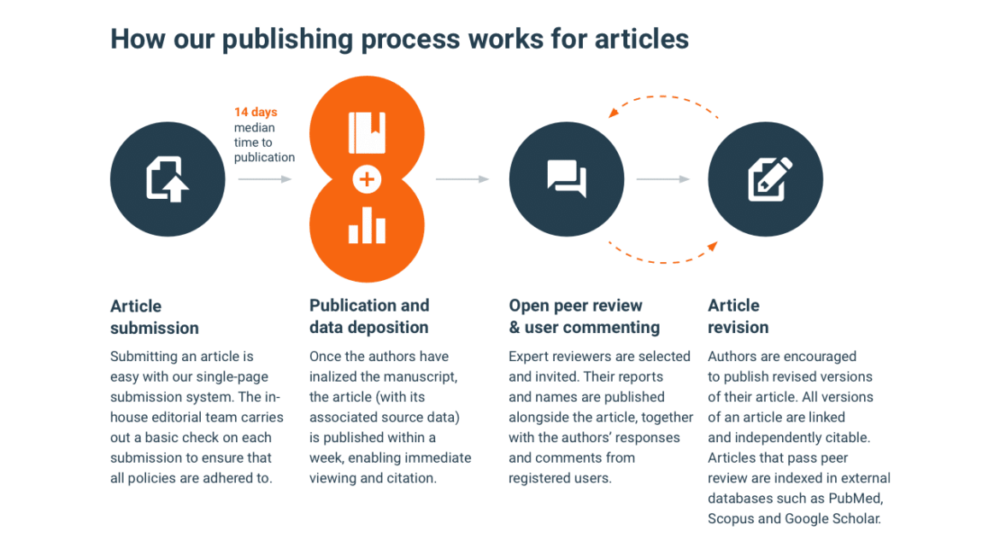 How our publishing process works for articles
14 days
median
time to
publication
Article
submission
Submitting an article is
easy with our single-page
submission system. The in-
house editorial team carries
out a basic check on each
submission to ensure that
all policies are adhered to.
Publication and
data deposition
Once the authors have
inalized the manuscript,
the article (with its
associated source data)
is published within a
week, enabling immediate
viewing and citation.
Open peer review
& user commenting
Expert reviewers are selected
and invited. Their reports
and names are published
alongside the article, together
with the authors’ responses
and comments from
registered users.
Article
revision
Authors are encouraged
to publish revised versions
of their article. All versions
of an article are linked
and independently citable.
Articles that pass peer
review are indexed in external
databases such as PubMed,
Scopus and Google Scholar.